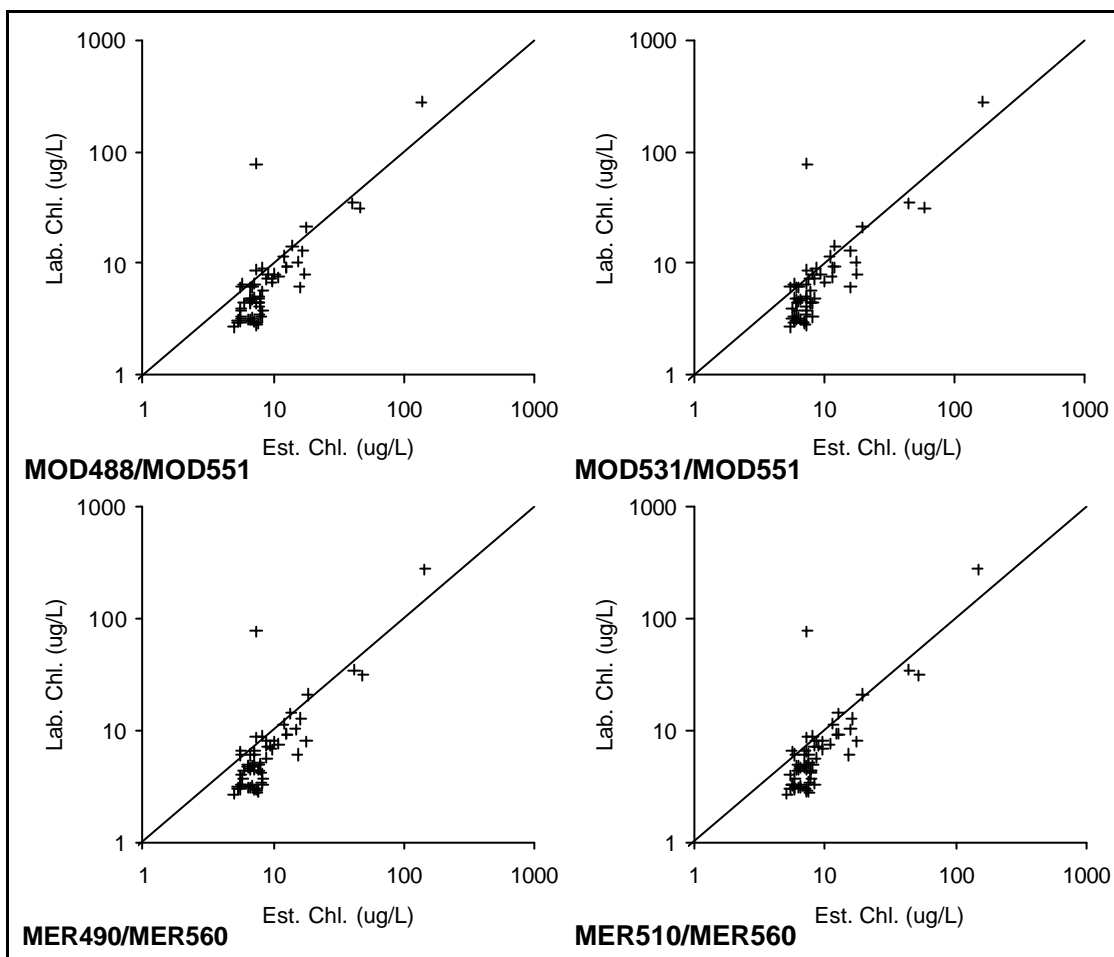 1000
100
10
1
Lab. Chl. (ug/L)
1 10 100 1000
Est. Chl. (ug/L)
MOD488/MOD551
1000
100
10
1
Lab. Chl. (ug/L)
1 10 100 1000
Est. Chl. (ug/L)
MOD531/MOD551
1000
100
10
1
Lab. Chl. (ug/L)
1 10 100 1000
Est. Chl. (ug/L)
MER490/MER560
1000
100
10
1
Lab. Chl. (ug/L)
1 10 100 1000
Est. Chl. (ug/L)
MER510/MER560